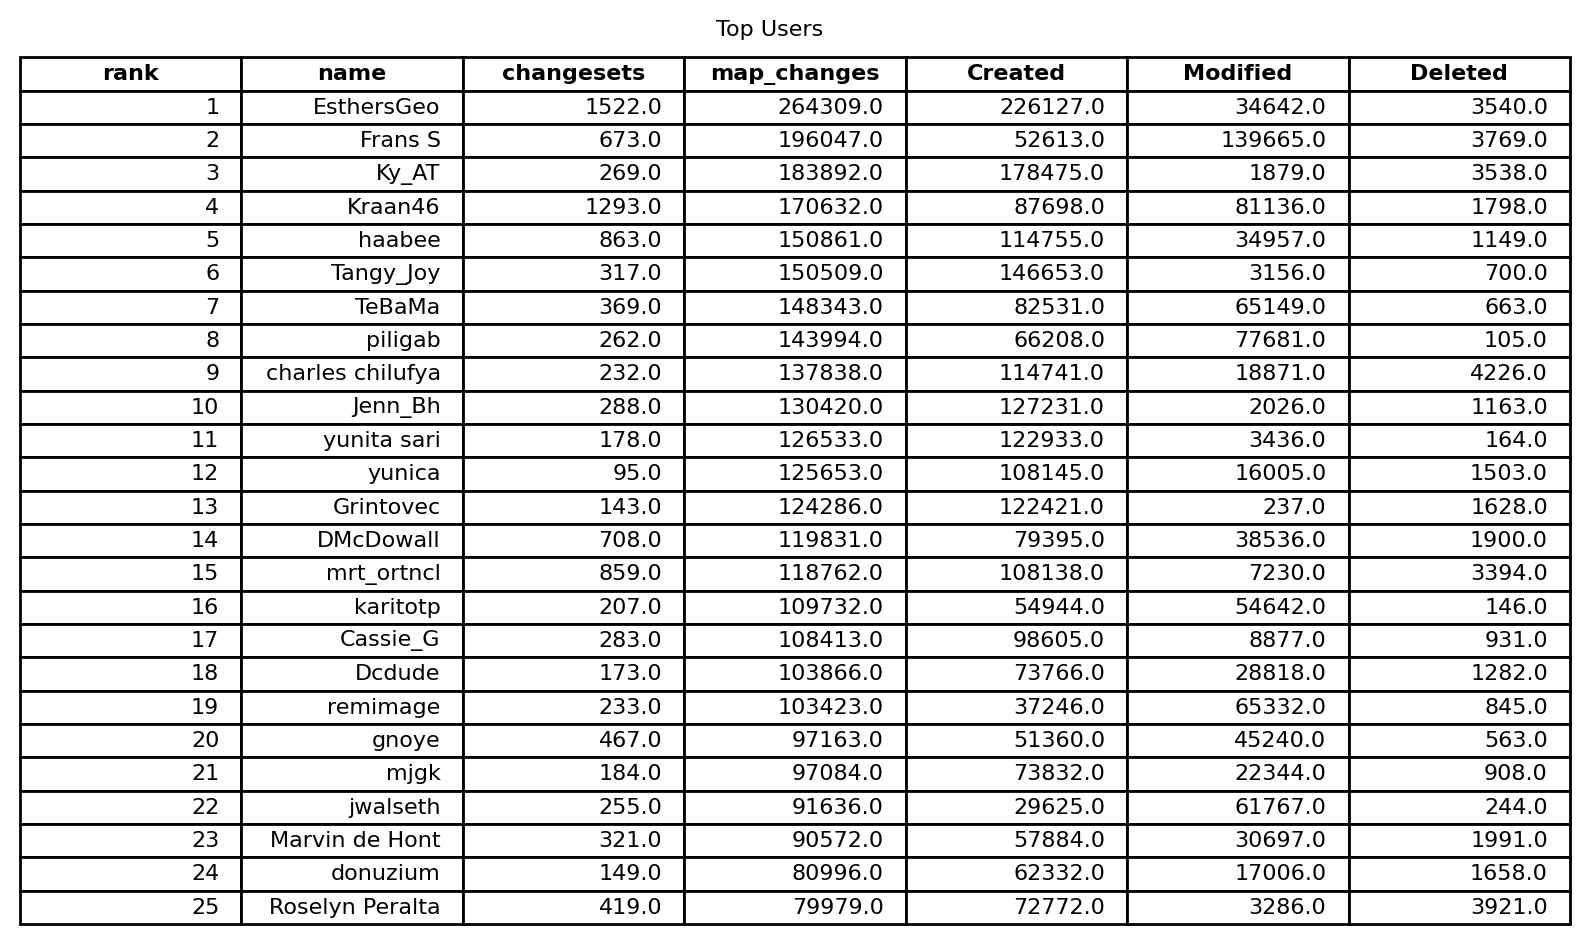 Top Users
rank name changesets map_changes Created Modified Deleted
1 EsthersGeo 1522.0 264309.0 226127.0 34642.0 3540.0
2 Frans S 673.0 196047.0 52613.0 139665.0 3769.0
3 Ky_AT 269.0 183892.0 178475.0 1879.0 3538.0
4 Kraan46 1293.0 170632.0 87698.0 81136.0 1798.0
5 haabee 863.0 150861.0 114755.0 34957.0 1149.0
6 Tangy_Joy 317.0 150509.0 146653.0 3156.0 700.0
7 TeBaMa 369.0 148343.0 82531.0 65149.0 663.0
8 piligab 262.0 143994.0 66208.0 77681.0 105.0
9 charles chilufya 232.0 137838.0 114741.0 18871.0 4226.0
10 Jenn_Bh 288.0 130420.0 127231.0 2026.0 1163.0
11 yunita sari 178.0 126533.0 122933.0 3436.0 164.0
12 yunica 95.0 125653.0 108145.0 16005.0 1503.0
13 Grintovec 143.0 124286.0 122421.0 237.0 1628.0
14 DMcDowall 708.0 119831.0 79395.0 38536.0 1900.0
15 mrt_ortncl 859.0 118762.0 108138.0 7230.0 3394.0
16 karitotp 207.0 109732.0 54944.0 54642.0 146.0
17 Cassie_G 283.0 108413.0 98605.0 8877.0 931.0
18 Dcdude 173.0 103866.0 73766.0 28818.0 1282.0
19 remimage 233.0 103423.0 37246.0 65332.0 845.0
20 gnoye 467.0 97163.0 51360.0 45240.0 563.0
21 mjgk 184.0 97084.0 73832.0 22344.0 908.0
22 jwalseth 255.0 91636.0 29625.0 61767.0 244.0
23 Marvin de Hont 321.0 90572.0 57884.0 30697.0 1991.0
24 donuzium 149.0 80996.0 62332.0 17006.0 1658.0
25 Roselyn Peralta 419.0 79979.0 72772.0 3286.0 3921.0